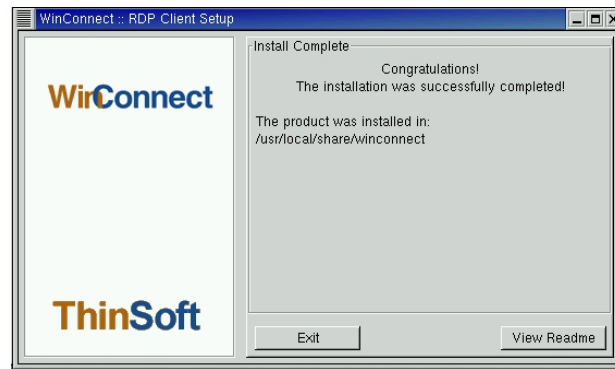 WinConnect :: RDP Client Setup
WinConnect
ThinSoft
Install Complete
Congratulations!
The installation was successfully completed!
The product was installed in:
/usr/local/share/winconnect
Exit
View Readme